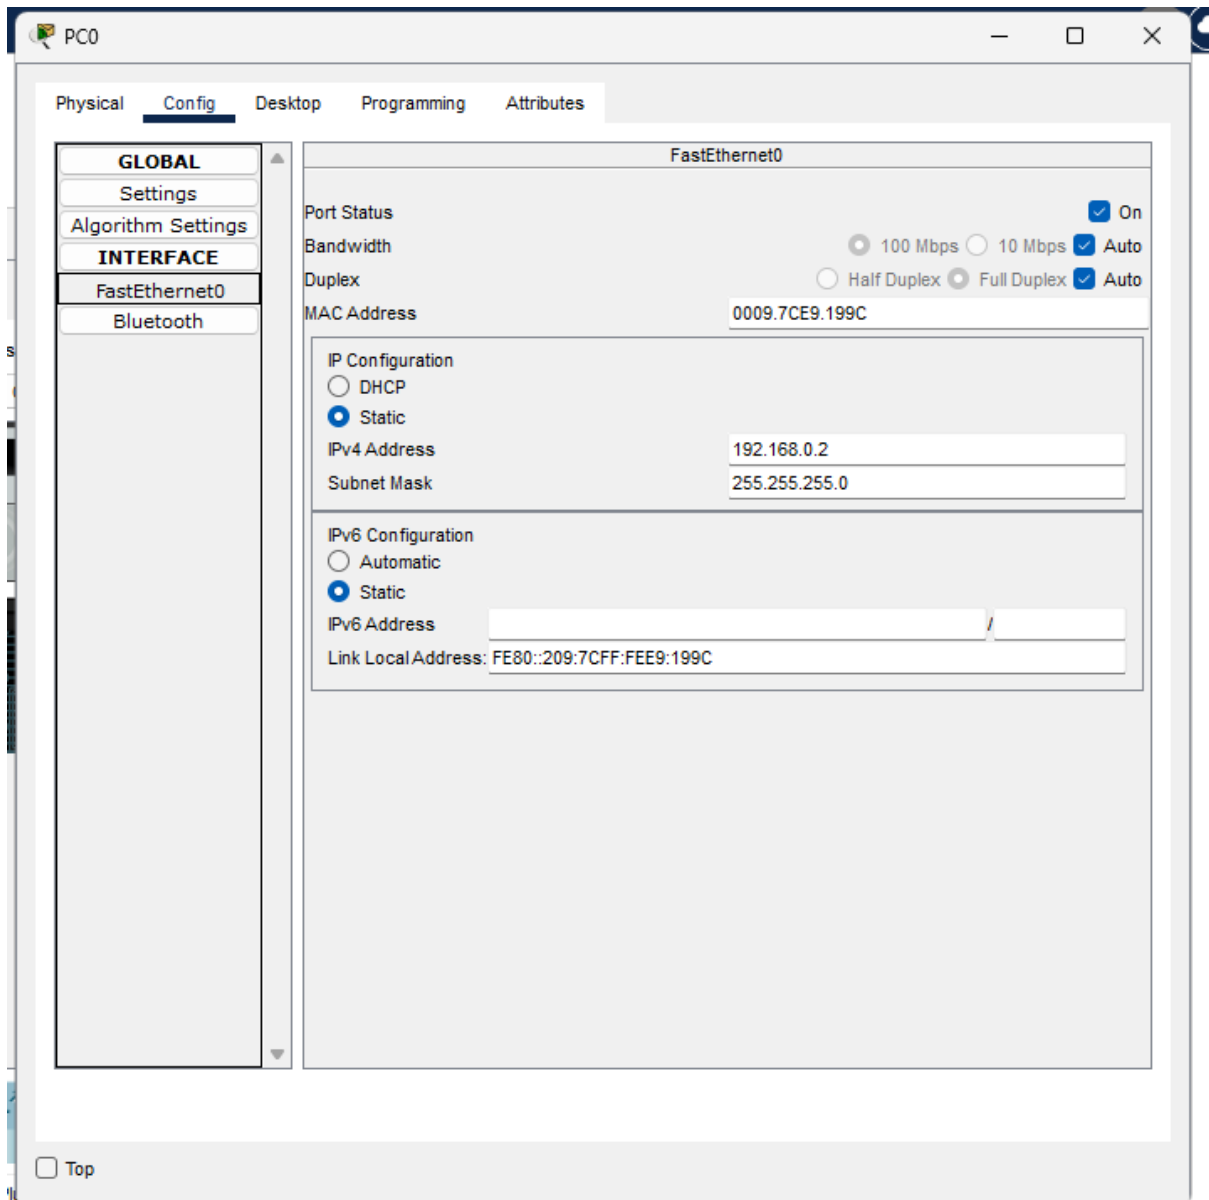 PC0
Physical Config Desktop Programming Attributes
GLOBAL
Settings
Algorithm Settings
INTERFACE
FastEthernet0
Bluetooth
FastEthernet0
Port Status On
Bandwidth 100 Mbps 10 Mbps Auto
Duplex Half Duplex Full Duplex Auto
MAC Address 0009.7CE9.199C
IP Configuration
DHCP
Static
IPv4 Address 192.168.0.2
Subnet Mask 255.255.255.0
IPv6 Configuration
Automatic
Static
IPv6 Address /
Link Local Address: FE80::209:7CFF:FEE9:199C
Top